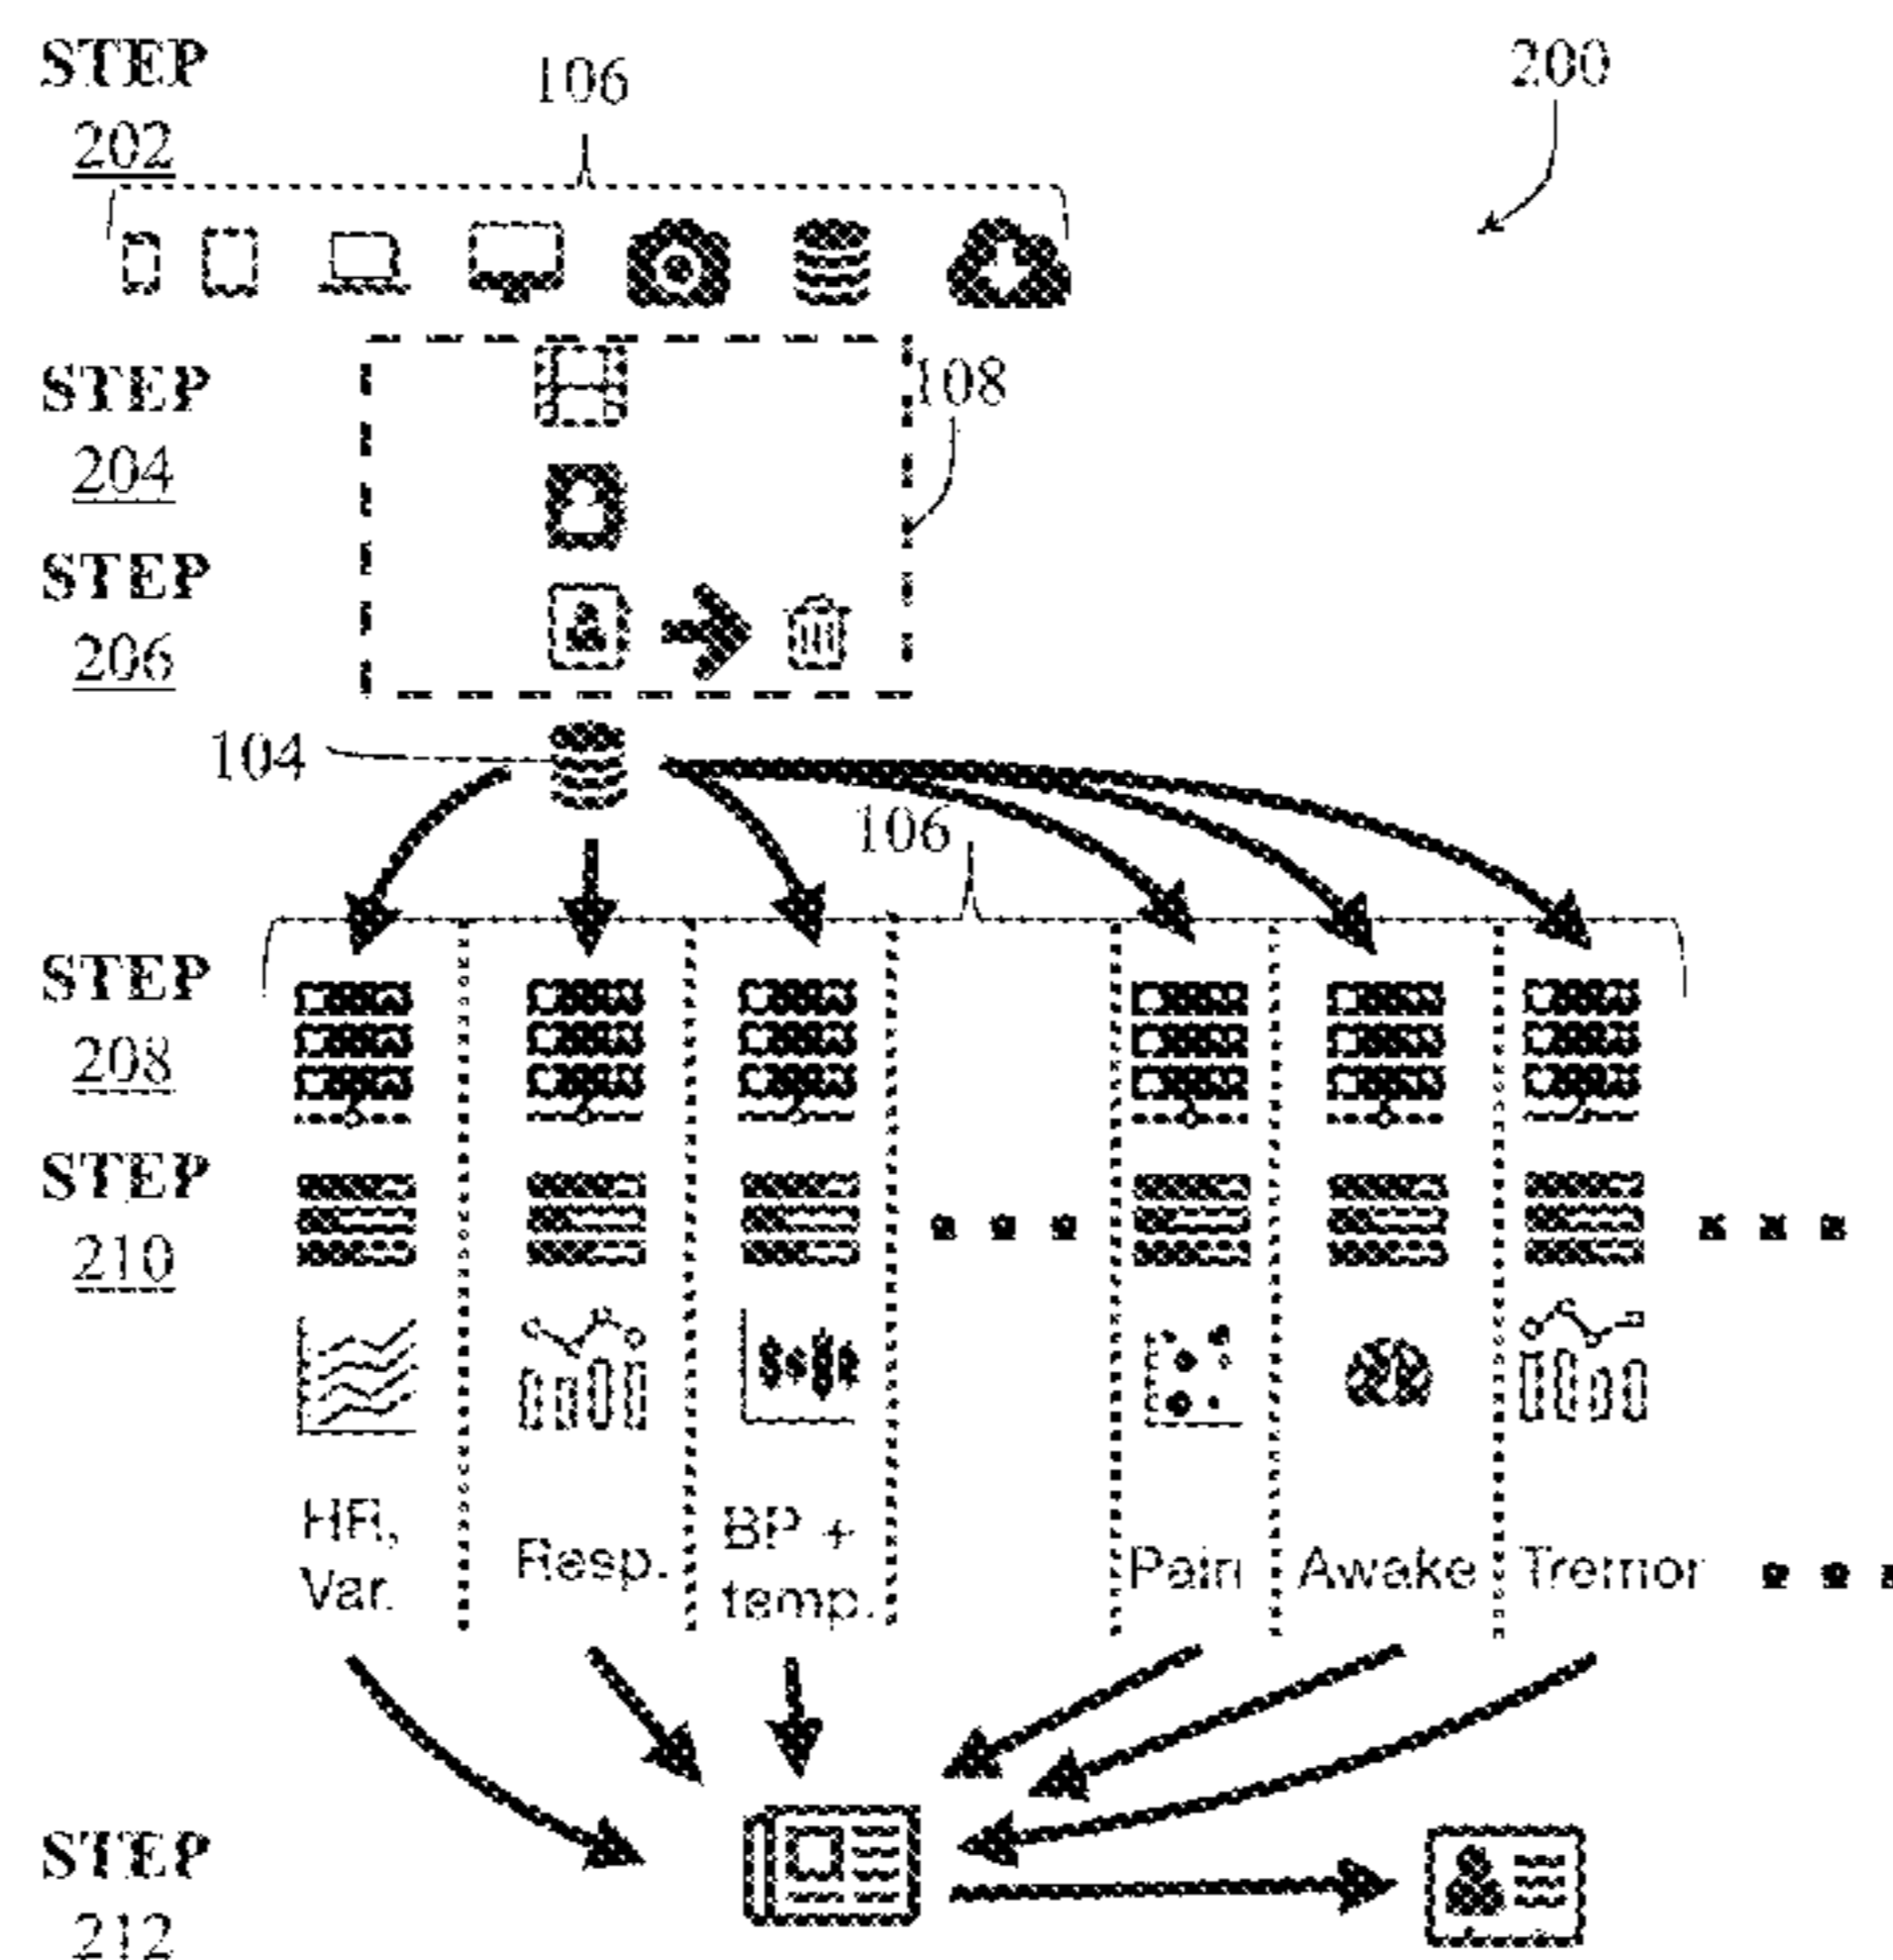 STEP
202
106
200
STEP
204
108
STEP
206
104
106
STEP
208
STEP
210
HR,
Var.
Resp.
BP +
temp.
Pain
Awake
Tremor
STEP
212